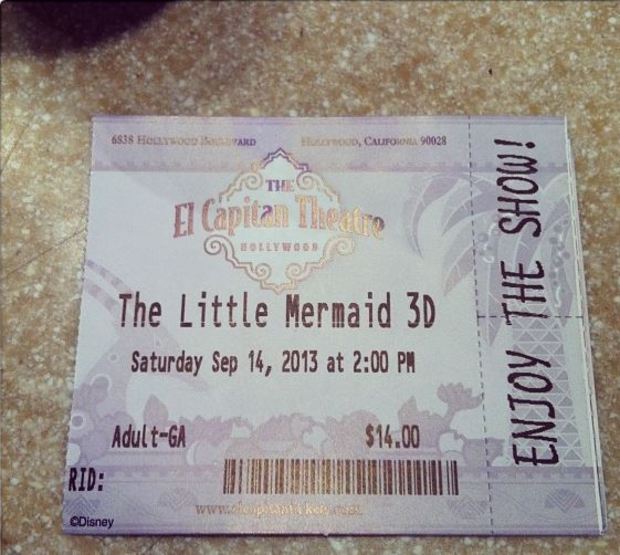 6838 HOLLYWOOD BOULEVARD
HOLLYWOOD, CALIFORNIA 90028
THE
El Capitan Theatre
HOLLYWOOD
The Little Mermaid 3D
Saturday Sep 14, 2013 at 2:00 PM
Adult-GA
$14.00
RID:
©Disney
ENJOY THE SHOW!